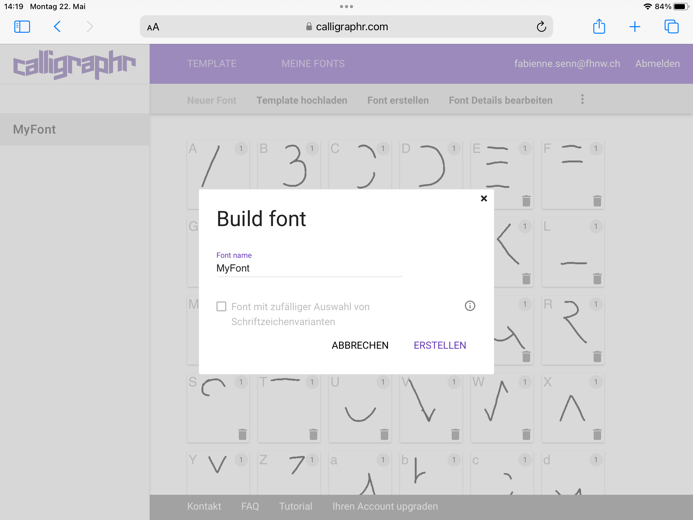 14:19 Montag 22. Mai
84%
AA
calligraphr.com
calligraphr
TEMPLATE MEINE FONTS fabienne.senn@fhnw.ch Abmelden
Neuer Font Template hochladen Font erstellen Font Details bearbeiten
MyFont
A 1 B 1 C 1 D 1 E 1 F 1
G 1 L 1
M 1 R 1
Build font
Font name
MyFont
Font mit zufälliger Auswahl von
Schriftzeichenvarianten
ABBRECHEN ERSTELLEN
S 1 T 1 U 1 V 1 W 1 X 1
Y 1 Z 1 a 1 b 1 c 1 d 1
Kontakt FAQ Tutorial Ihren Account upgraden